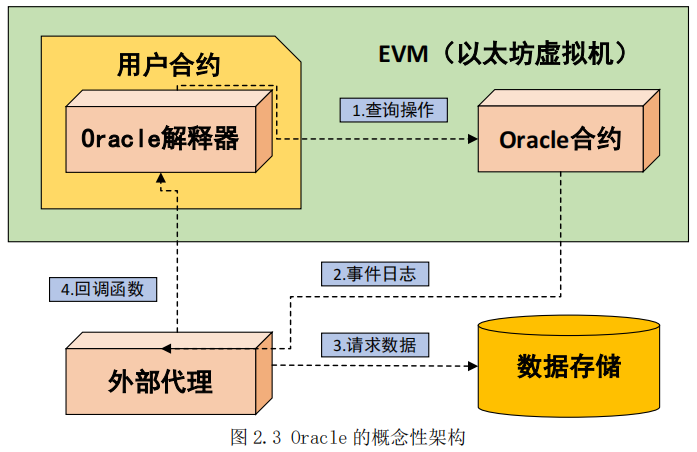 用户合约
EVM（以太坊虚拟机）
Oracle解释器
1.查询操作
Oracle合约
2.事件日志
4.回调函数
3.请求数据
外部代理
数据存储
图 2.3 Oracle 的概念性架构